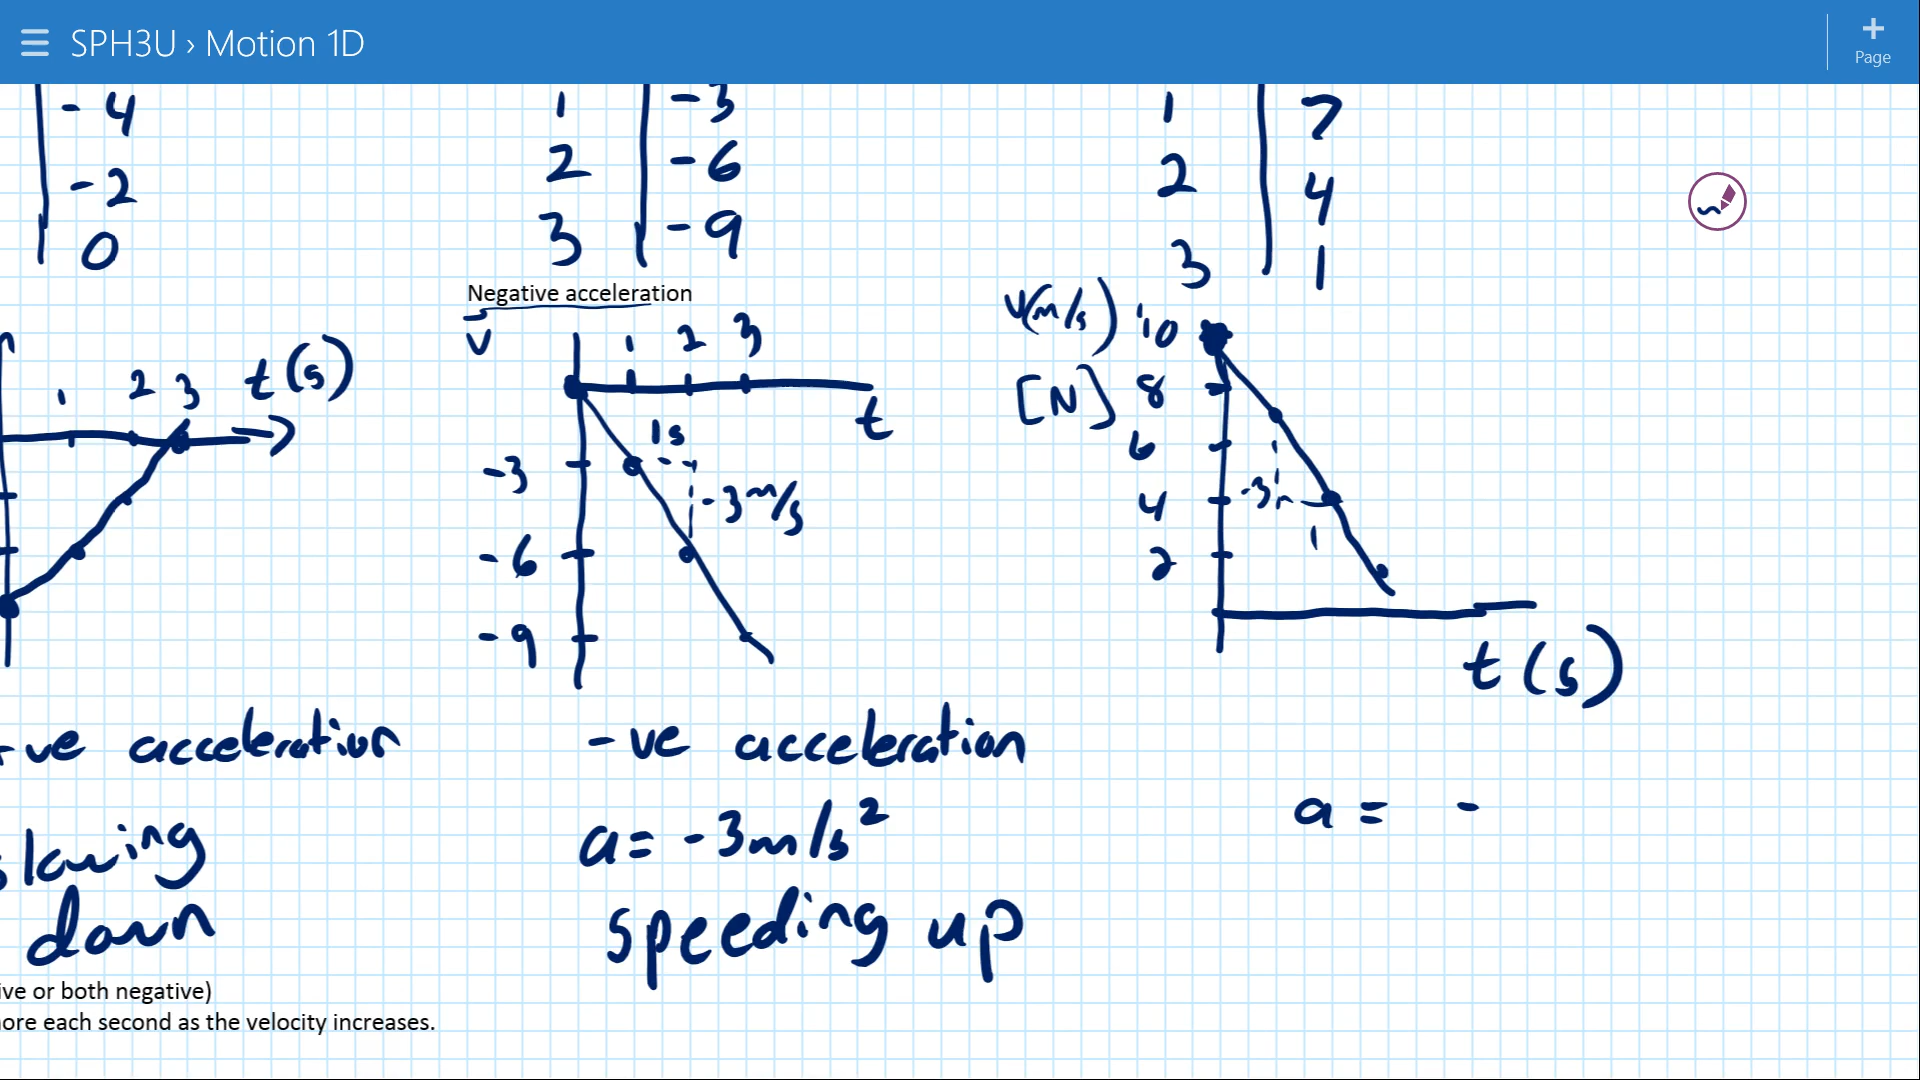 SPH3U › Motion 1D
Page
-4
-2
0
1 -3
2 -6
3 -9
1 7
2 4
3 1
Negative acceleration
1 2 3 t(s)
v
1 2 3
t
-3
-6
-9
1s
-3m/s
v(m/s)
[N]
10
8
6
4
2
-3
1
t(s)
ve acceleration
slowing
down
-ve acceleration
a= -3m/s²
speeding up
a= -
ive or both negative)
ore each second as the velocity increases.